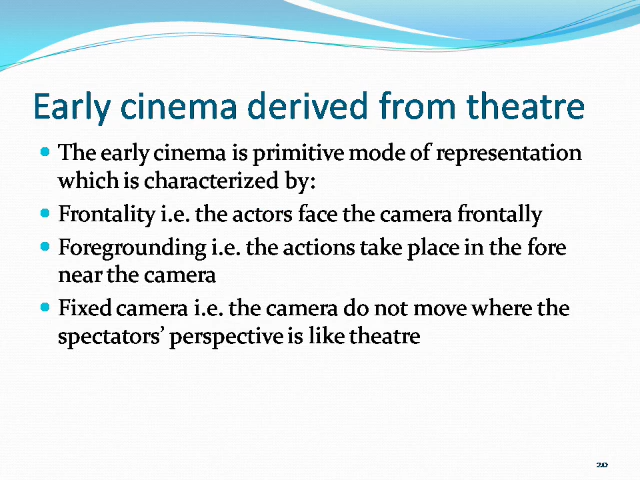 Early cinema derived from theatre
The early cinema is primitive mode of representation
which is characterized by:
Frontality i.e. the actors face the camera frontally
Foregrounding i.e. the actions take place in the fore
near the camera
Fixed camera i.e. the camera do not move where the
spectators’ perspective is like theatre